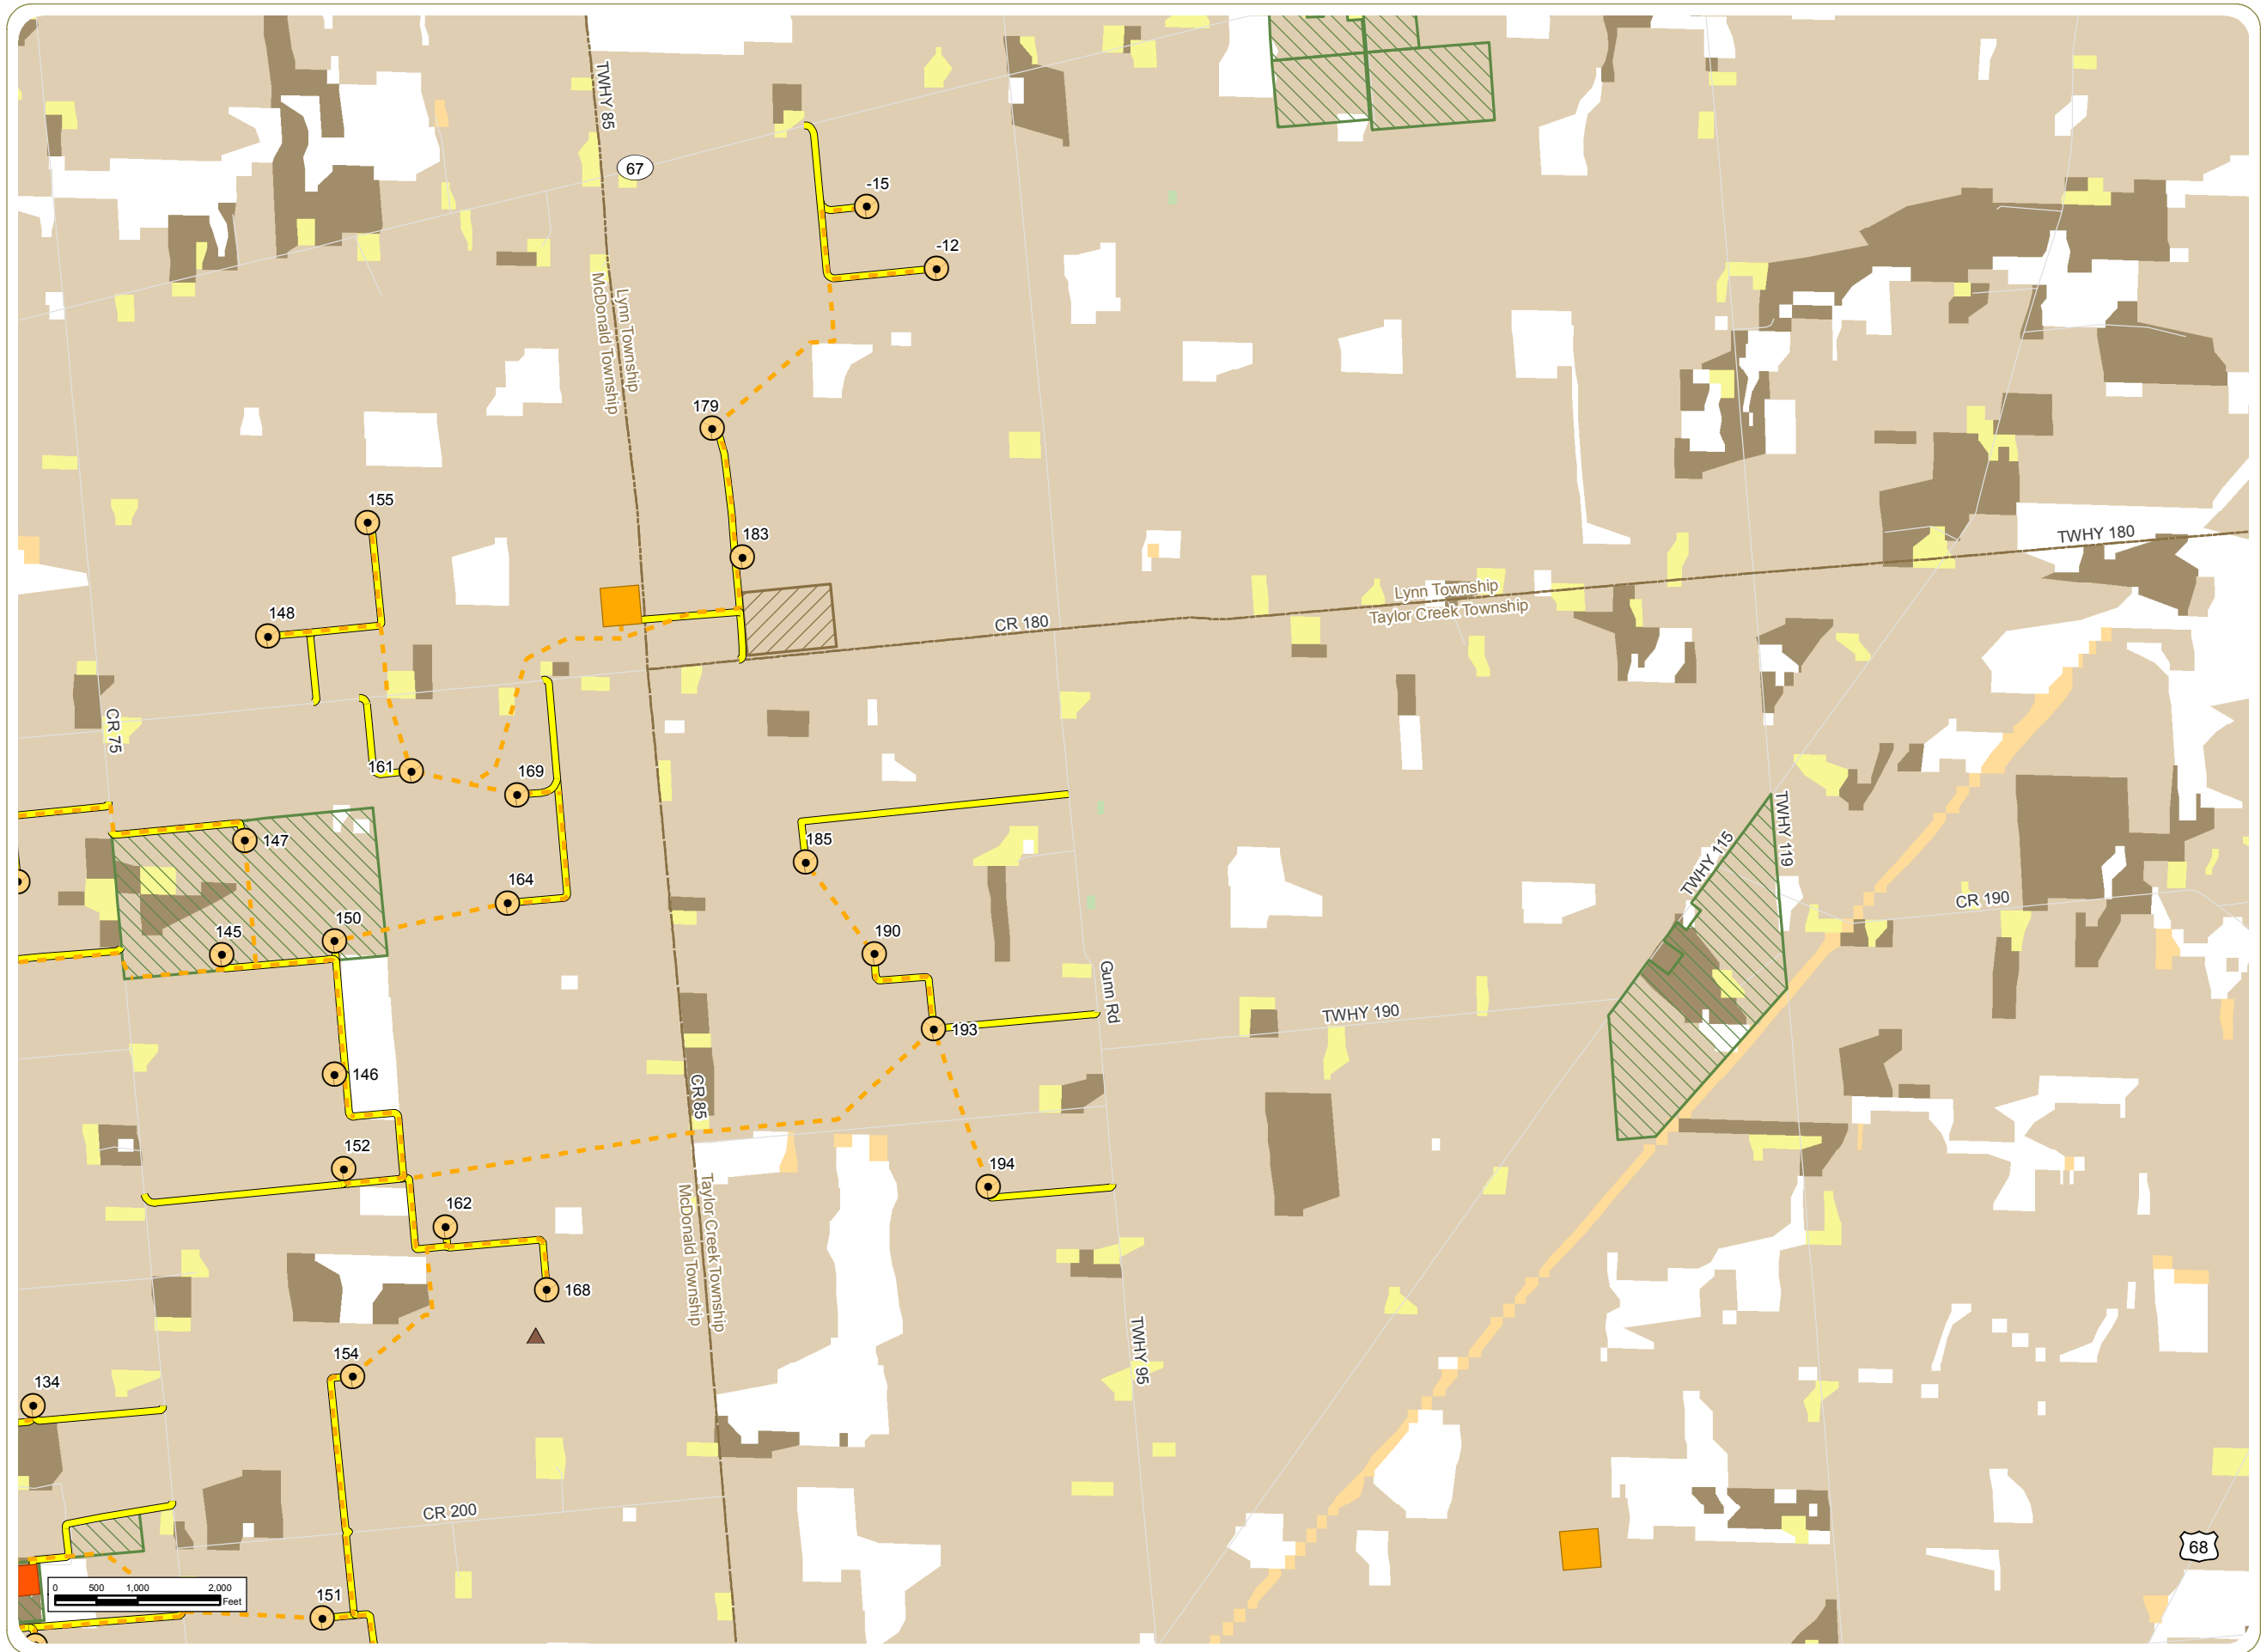 TWHY 85
67
-15
-12
Lynn Township
McDonald Township
179
155
183
TWHY 180
148
Lynn Township
Taylor Creek Township
CR 180
CR 75
161
169
147
185
TWHY 115
TWHY 119
164
CR 190
150
145
190
Gunn Rd
TWHY 190
193
146
CR 85
152
194
162
Taylor Creek Township
McDonald Township
168
TWHY 95
154
134
CR 200
68
0 500 1,000 2,000
Feet
151